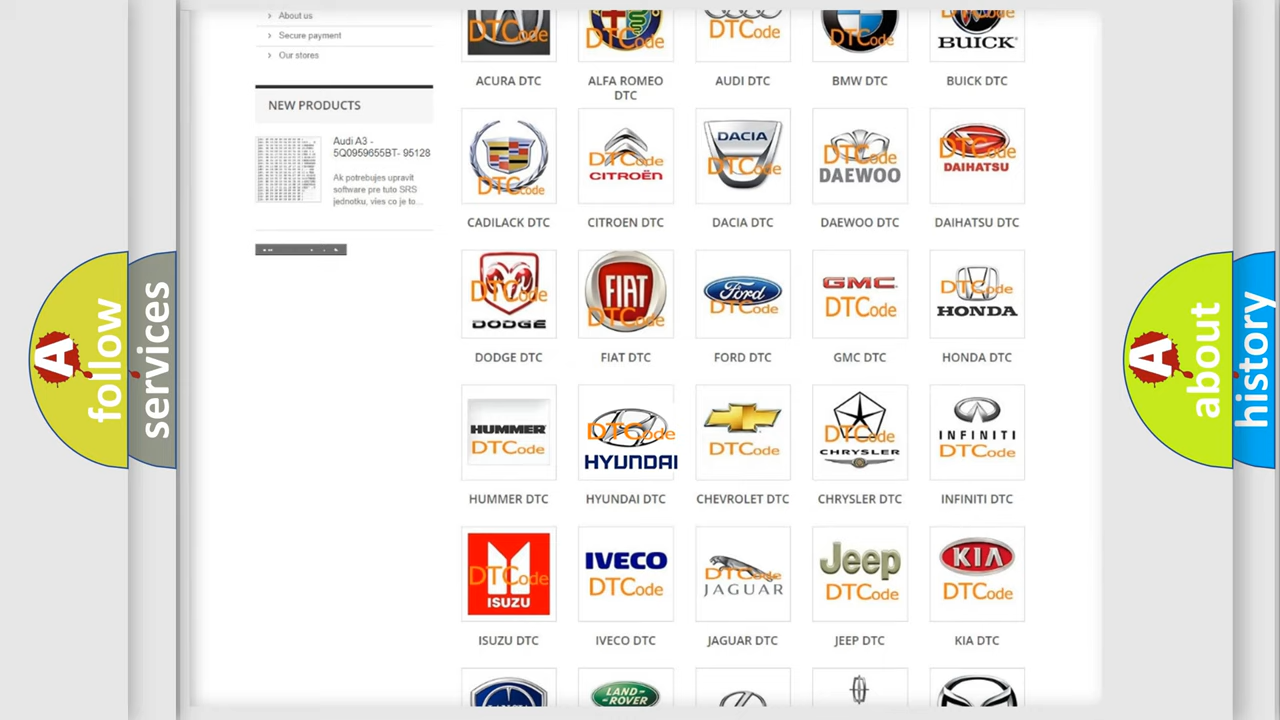 About us
Secure payment
Our stores
NEW PRODUCTS
Audi A3 -
5Q0959655BT- 95128
Ak potrebujes upravit
software pre tuto SRS
jednotku, vies co je to...
DTCode
DTCode
DTCode
DTCode
BUICK
ACURA DTC
ALFA ROMEO
DTC
AUDI DTC
BMW DTC
BUICK DTC
DTCode
DTCode
CITROËN
DACIA
DTCode
DTCode
DAEWOO
DTCode
DAIHATSU
CADILACK DTC
CITROEN DTC
DACIA DTC
DAEWOO DTC
DAIHATSU DTC
DTCode
DODGE
FIAT
DTCode
Ford
DTCode
GMC
DTCode
DTCode
HONDA
DODGE DTC
FIAT DTC
FORD DTC
GMC DTC
HONDA DTC
HUMMER
DTCode
DTCode
HYUNDAI
DTCode
DTCode
CHRYSLER
INFINITI
DTCode
HUMMER DTC
HYUNDAI DTC
CHEVROLET DTC
CHRYSLER DTC
INFINITI DTC
DTCode
ISUZU
IVECO
DTCode
DTCode
JAGUAR
Jeep
DTCode
KIA
DTCode
ISUZU DTC
IVECO DTC
JAGUAR DTC
JEEP DTC
KIA DTC
LAND-
ROVER
A
follow
services
A
about
history